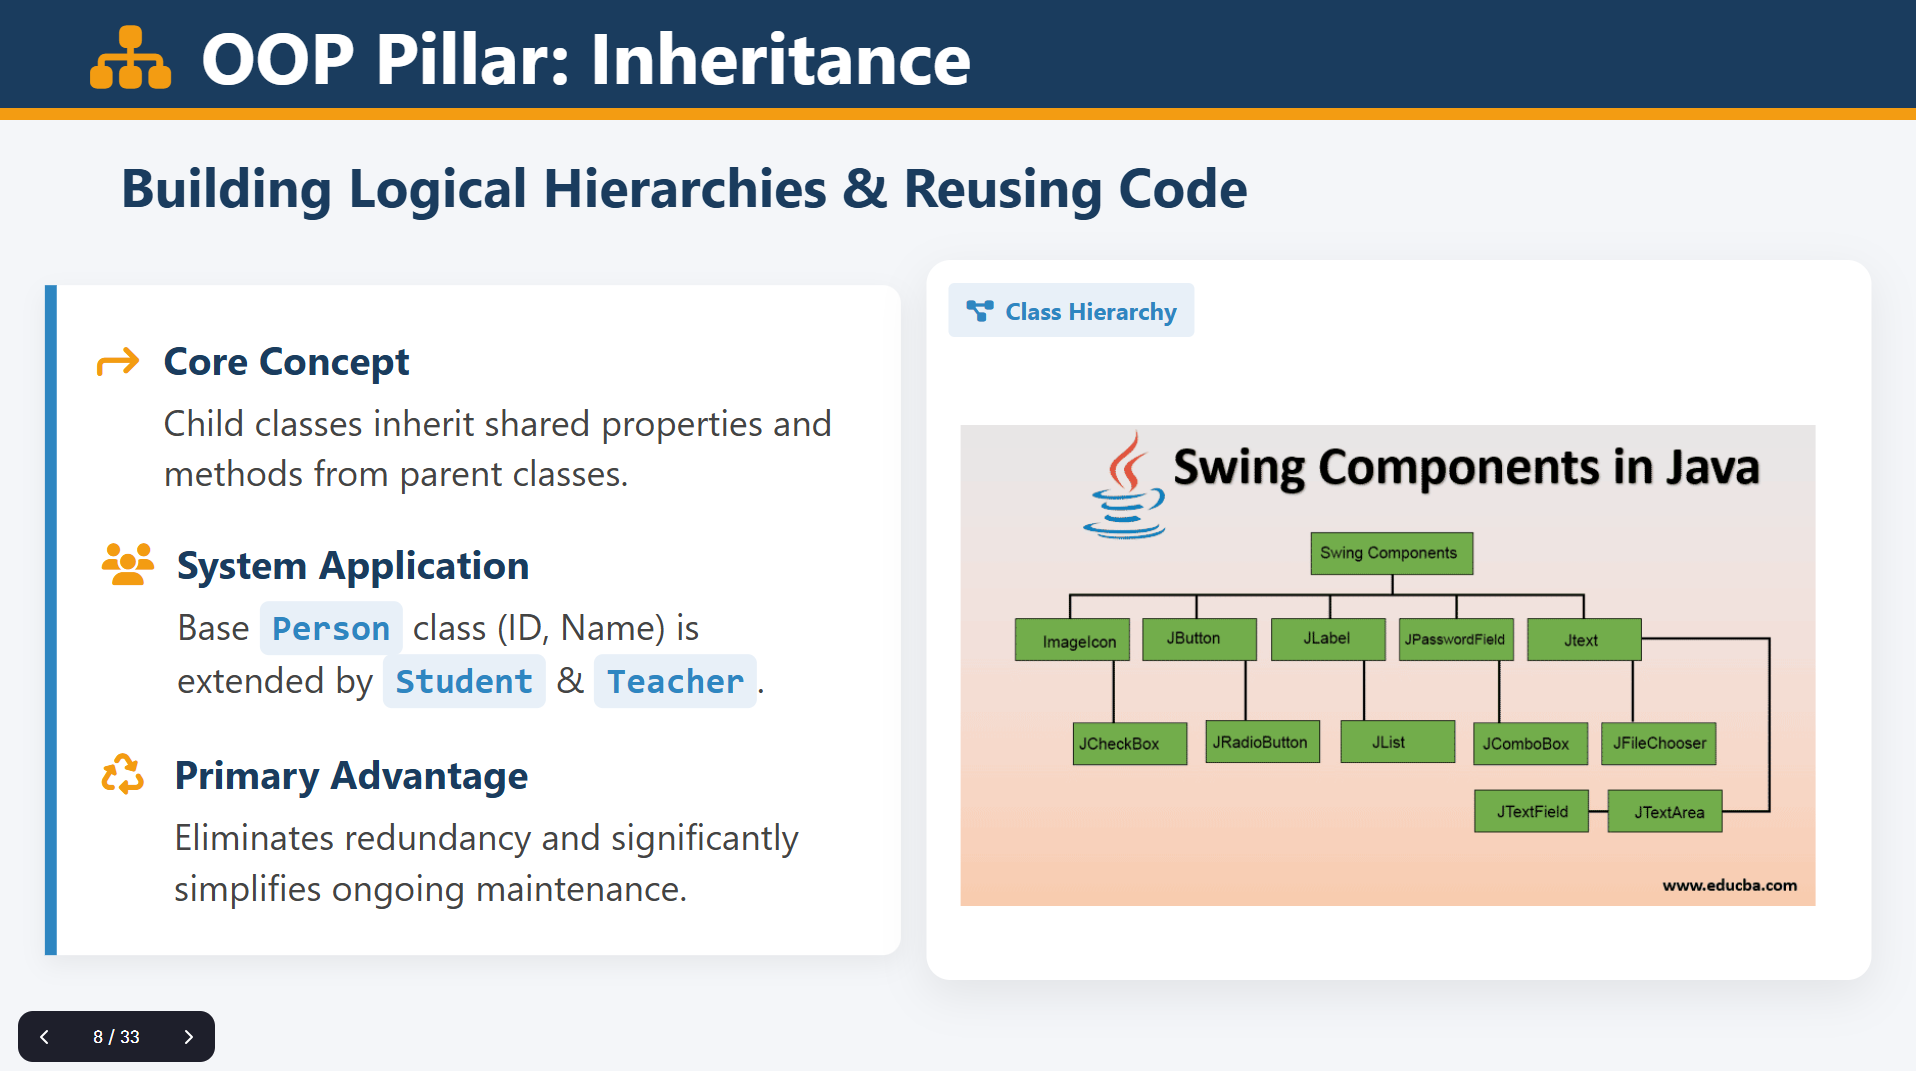 OOP Pillar: Inheritance
Building Logical Hierarchies & Reusing Code
Core Concept
Child classes inherit shared properties and
methods from parent classes.
System Application
Base Person class (ID, Name) is
extended by Student & Teacher.
Primary Advantage
Eliminates redundancy and significantly
simplifies ongoing maintenance.
Class Hierarchy
Swing Components in Java
Swing Components
ImageIcon JButton JLabel JPasswordField Jtext
JCheckBox JRadioButton JList JComboBox JFileChooser
JTextField JTextArea
www.educba.com
8 / 33